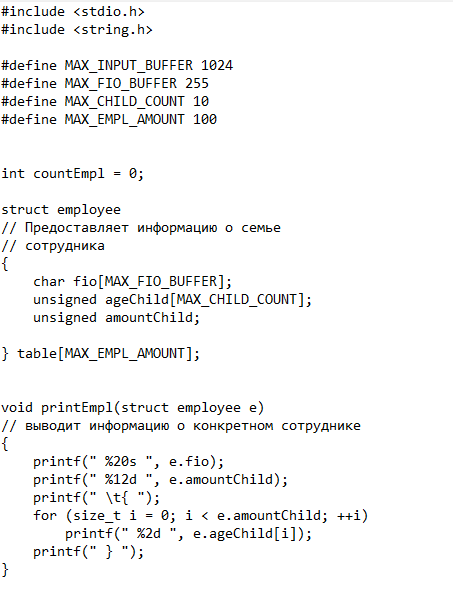 #include <stdio.h>
#include <string.h>

#define MAX_INPUT_BUFFER 1024
#define MAX_FIO_BUFFER 255
#define MAX_CHILD_COUNT 10
#define MAX_EMPL_AMOUNT 100


int countEmpl = 0;

struct employee
// Предоставляет информацию о семье
// сотрудника
{
    char fio[MAX_FIO_BUFFER];
    unsigned ageChild[MAX_CHILD_COUNT];
    unsigned amountChild;

} table[MAX_EMPL_AMOUNT];


void printEmpl(struct employee e)
// выводит информацию о конкретном сотруднике
{
    printf(" %20s ", e.fio);
    printf(" %12d ", e.amountChild);
    printf(" \t{ ");
    for (size_t i = 0; i < e.amountChild; ++i)
        printf(" %2d ", e.ageChild[i]);
    printf(" } ");
}